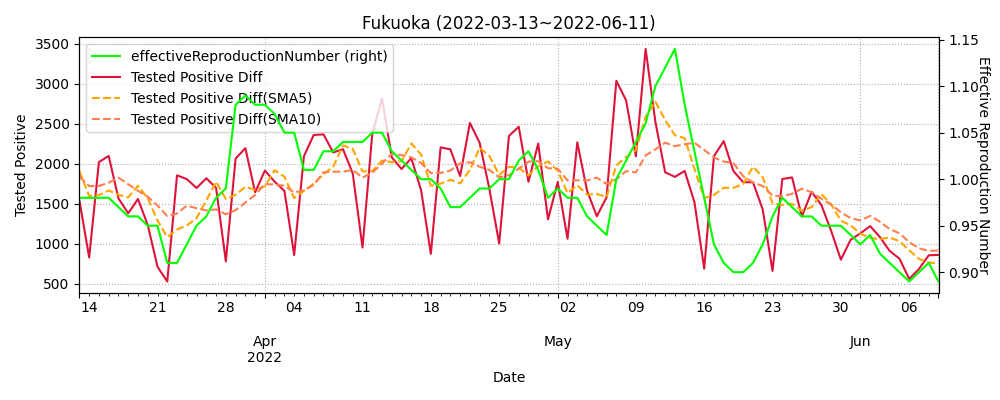 Fukuoka (2022-03-13~2022-06-11)
effectiveReproductionNumber (right)
Tested Positive Diff
Tested Positive Diff(SMA5)
Tested Positive Diff(SMA10)
Tested Positive
3500
3000
2500
2000
1500
1000
500
1.15
1.10
1.05
1.00
0.95
0.90
Effective Reproduction Number
14 21 28 04 11 18 25 02 09 16 23 30 06
Apr May Jun
2022
Date